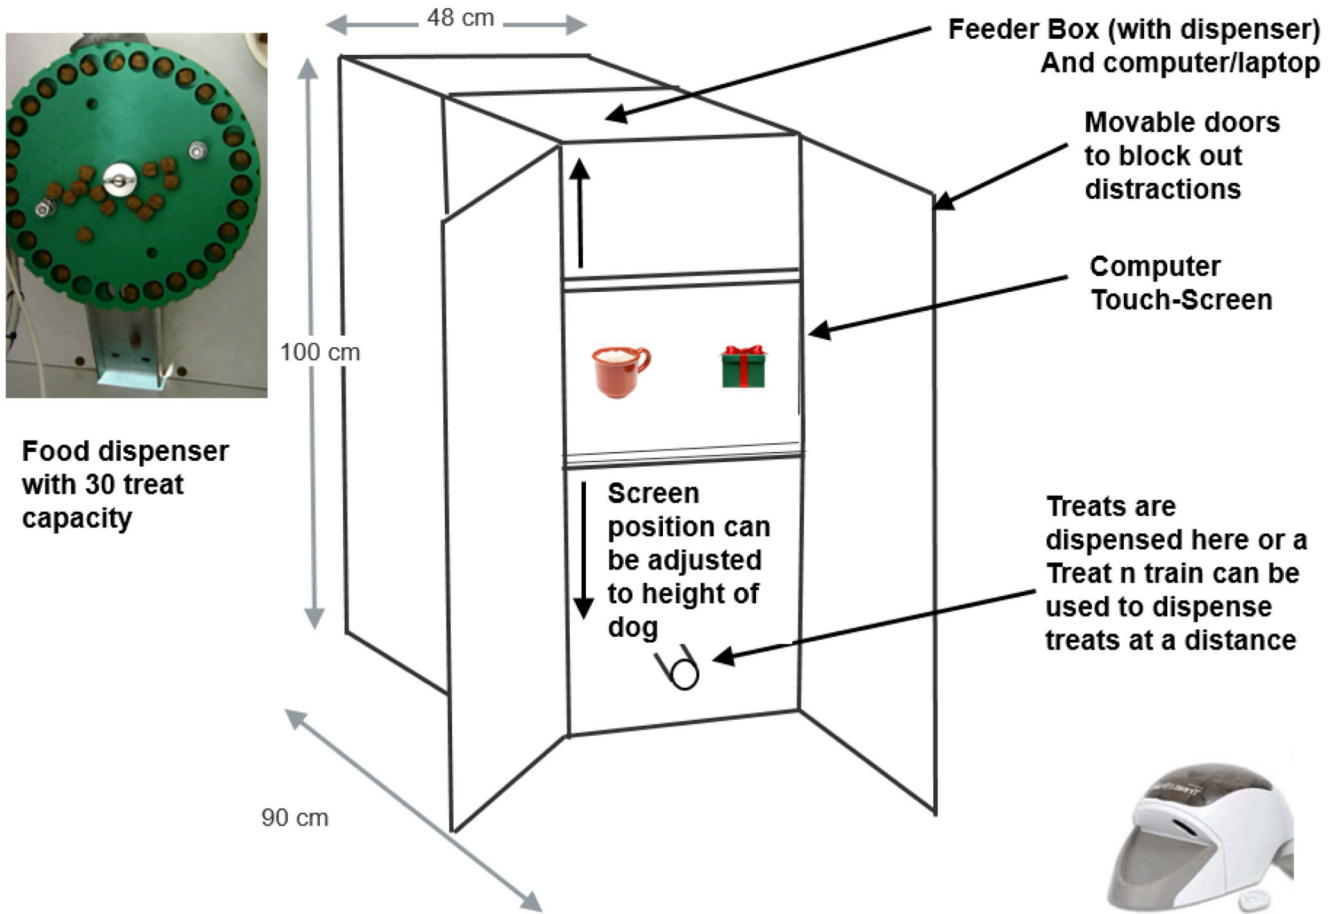 48 cm
Feeder Box (with dispenser)
And computer/laptop
Movable doors
to block out
distractions
Computer
Touch-Screen
100 cm
Food dispenser
with 30 treat
capacity
Screen
position can
be adjusted
to height of
dog
Treats are
dispensed here or a
Treat n train can be
used to dispense
treats at a distance
90 cm